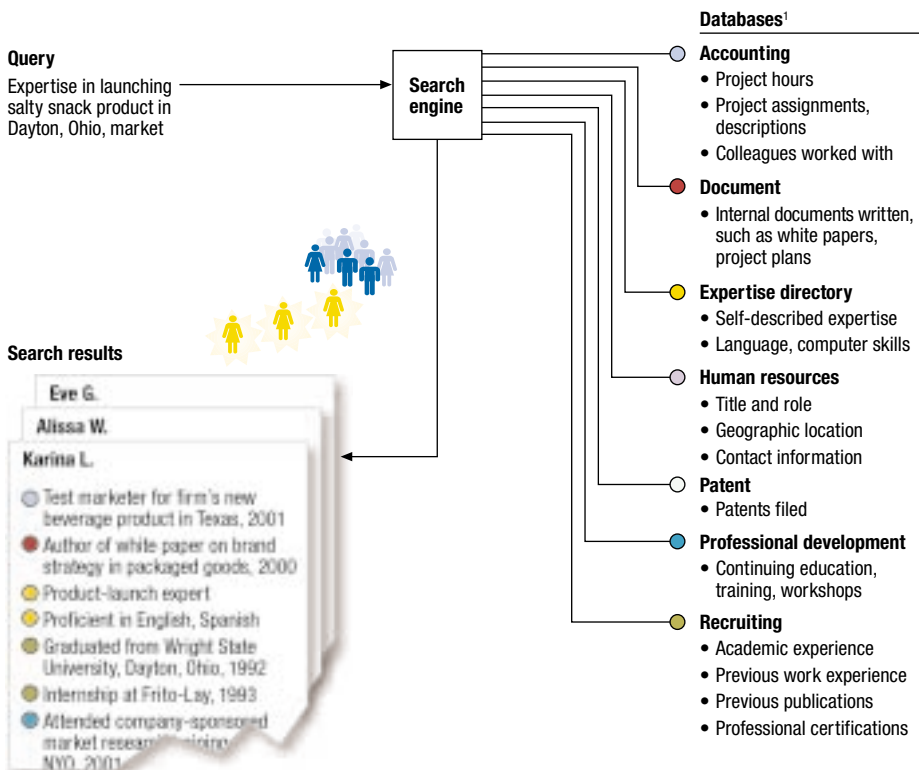 Query
Expertise in launching
salty snack product in
Dayton, Ohio, market
Search
engine
Databases¹
Accounting
• Project hours
• Project assignments,
descriptions
• Colleagues worked with
Document
• Internal documents written,
such as white papers,
project plans
Expertise directory
• Self-described expertise
• Language, computer skills
Human resources
• Title and role
• Geographic location
• Contact information
Patent
• Patents filed
Professional development
• Continuing education,
training, workshops
Recruiting
• Academic experience
• Previous work experience
• Previous publications
• Professional certifications
Search results
Eve G.
Alissa W.
Karina L.
Test marketer for firm's new
beverage product in Texas, 2001
Author of white paper on brand
strategy in packaged goods, 2000
Product-launch expert
Proficient in English, Spanish
Graduated from Wright State
University, Dayton, Ohio, 1992
Internship at Frito-Lay, 1993
Attended company-sponsored
market research
2001